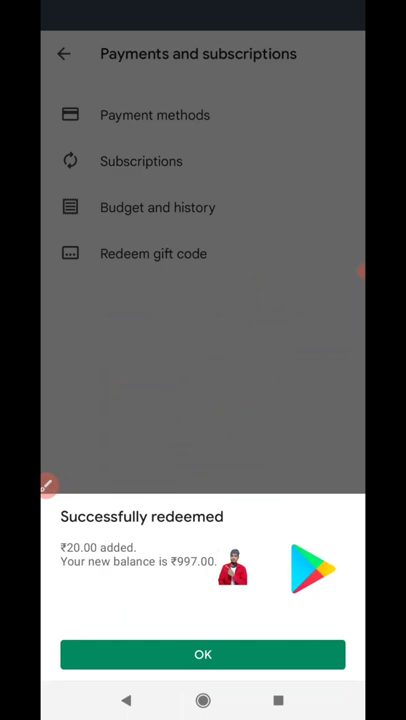 Payments and subscriptions
Payment methods
Subscriptions
Budget and history
Redeem gift code
Successfully redeemed
₹20.00 added.
Your new balance is ₹997.00.
OK